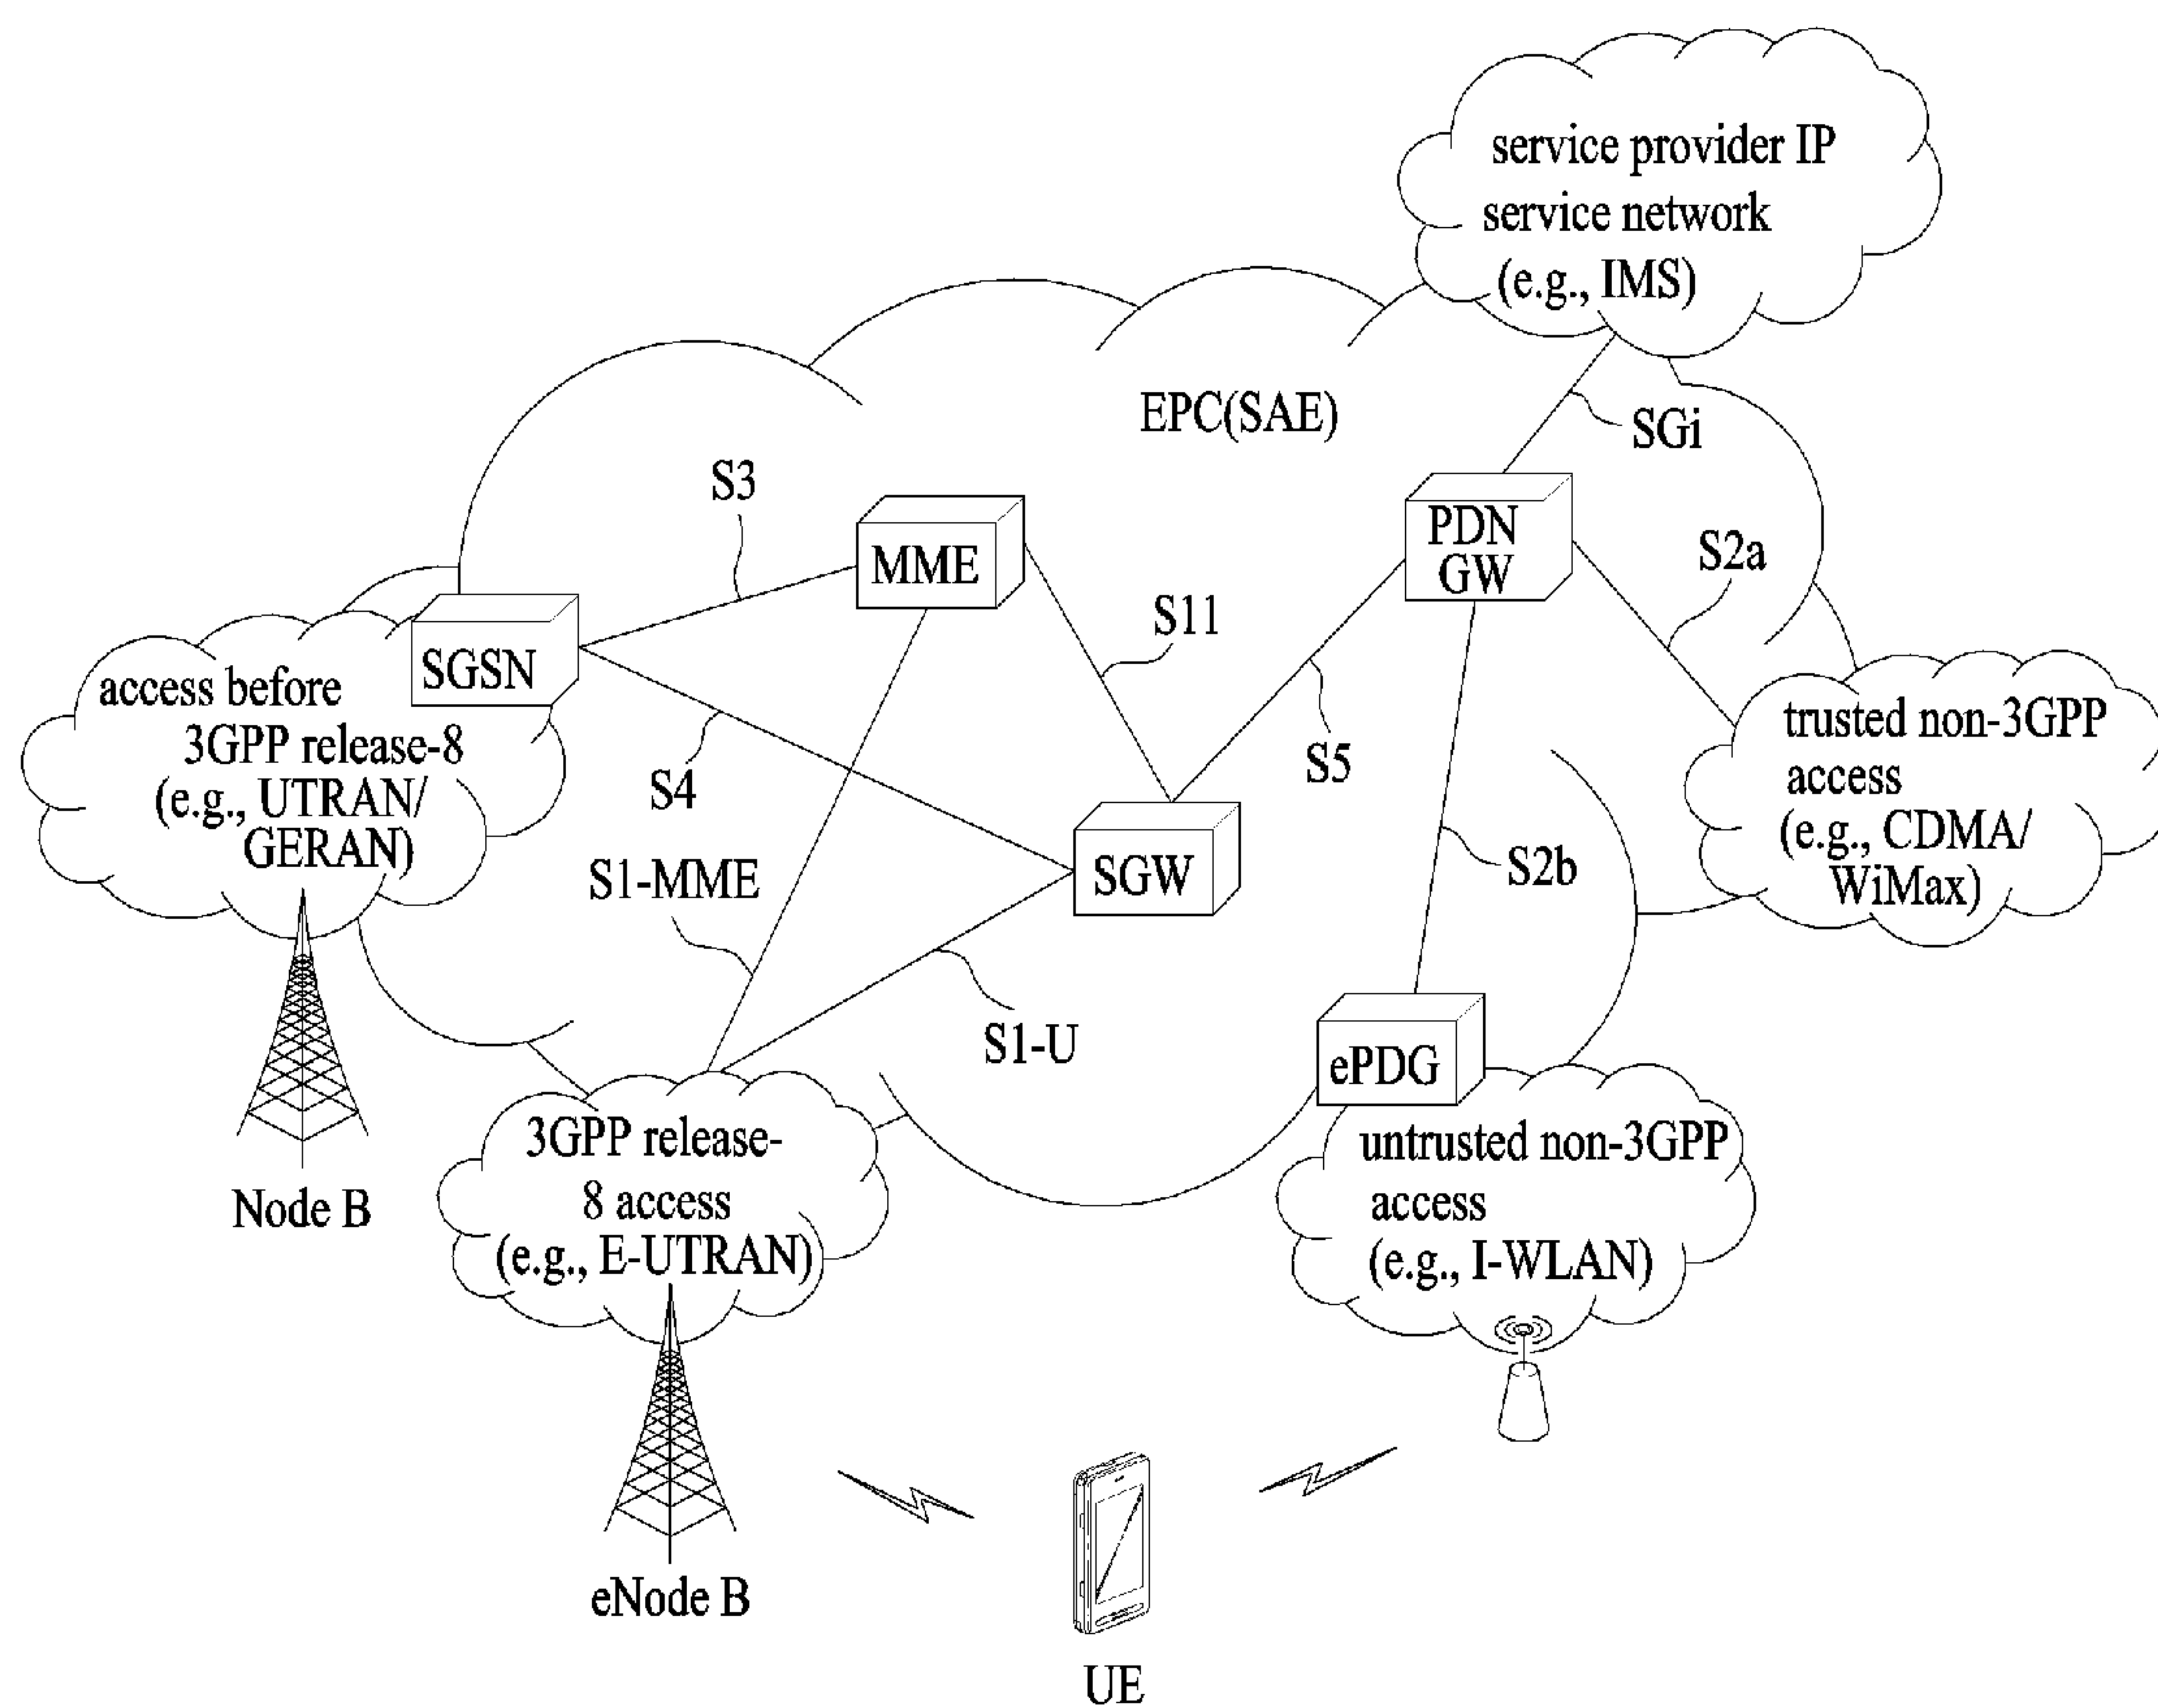 service provider IP
service network
(e.g., IMS)
EPC(SAE)
SGi
S3
MME
PDN
GW
S2a
S11
SGSN
access before
3GPP release-8
(e.g., UTRAN/
GERAN)
S4
S5
trusted non-3GPP
access
(e.g., CDMA/
WiMax)
S1-MME
SGW
S2b
S1-U
ePDG
3GPP release-
8 access
(e.g., E-UTRAN)
untrusted non-3GPP
access
(e.g., I-WLAN)
Node B
eNode B
UE